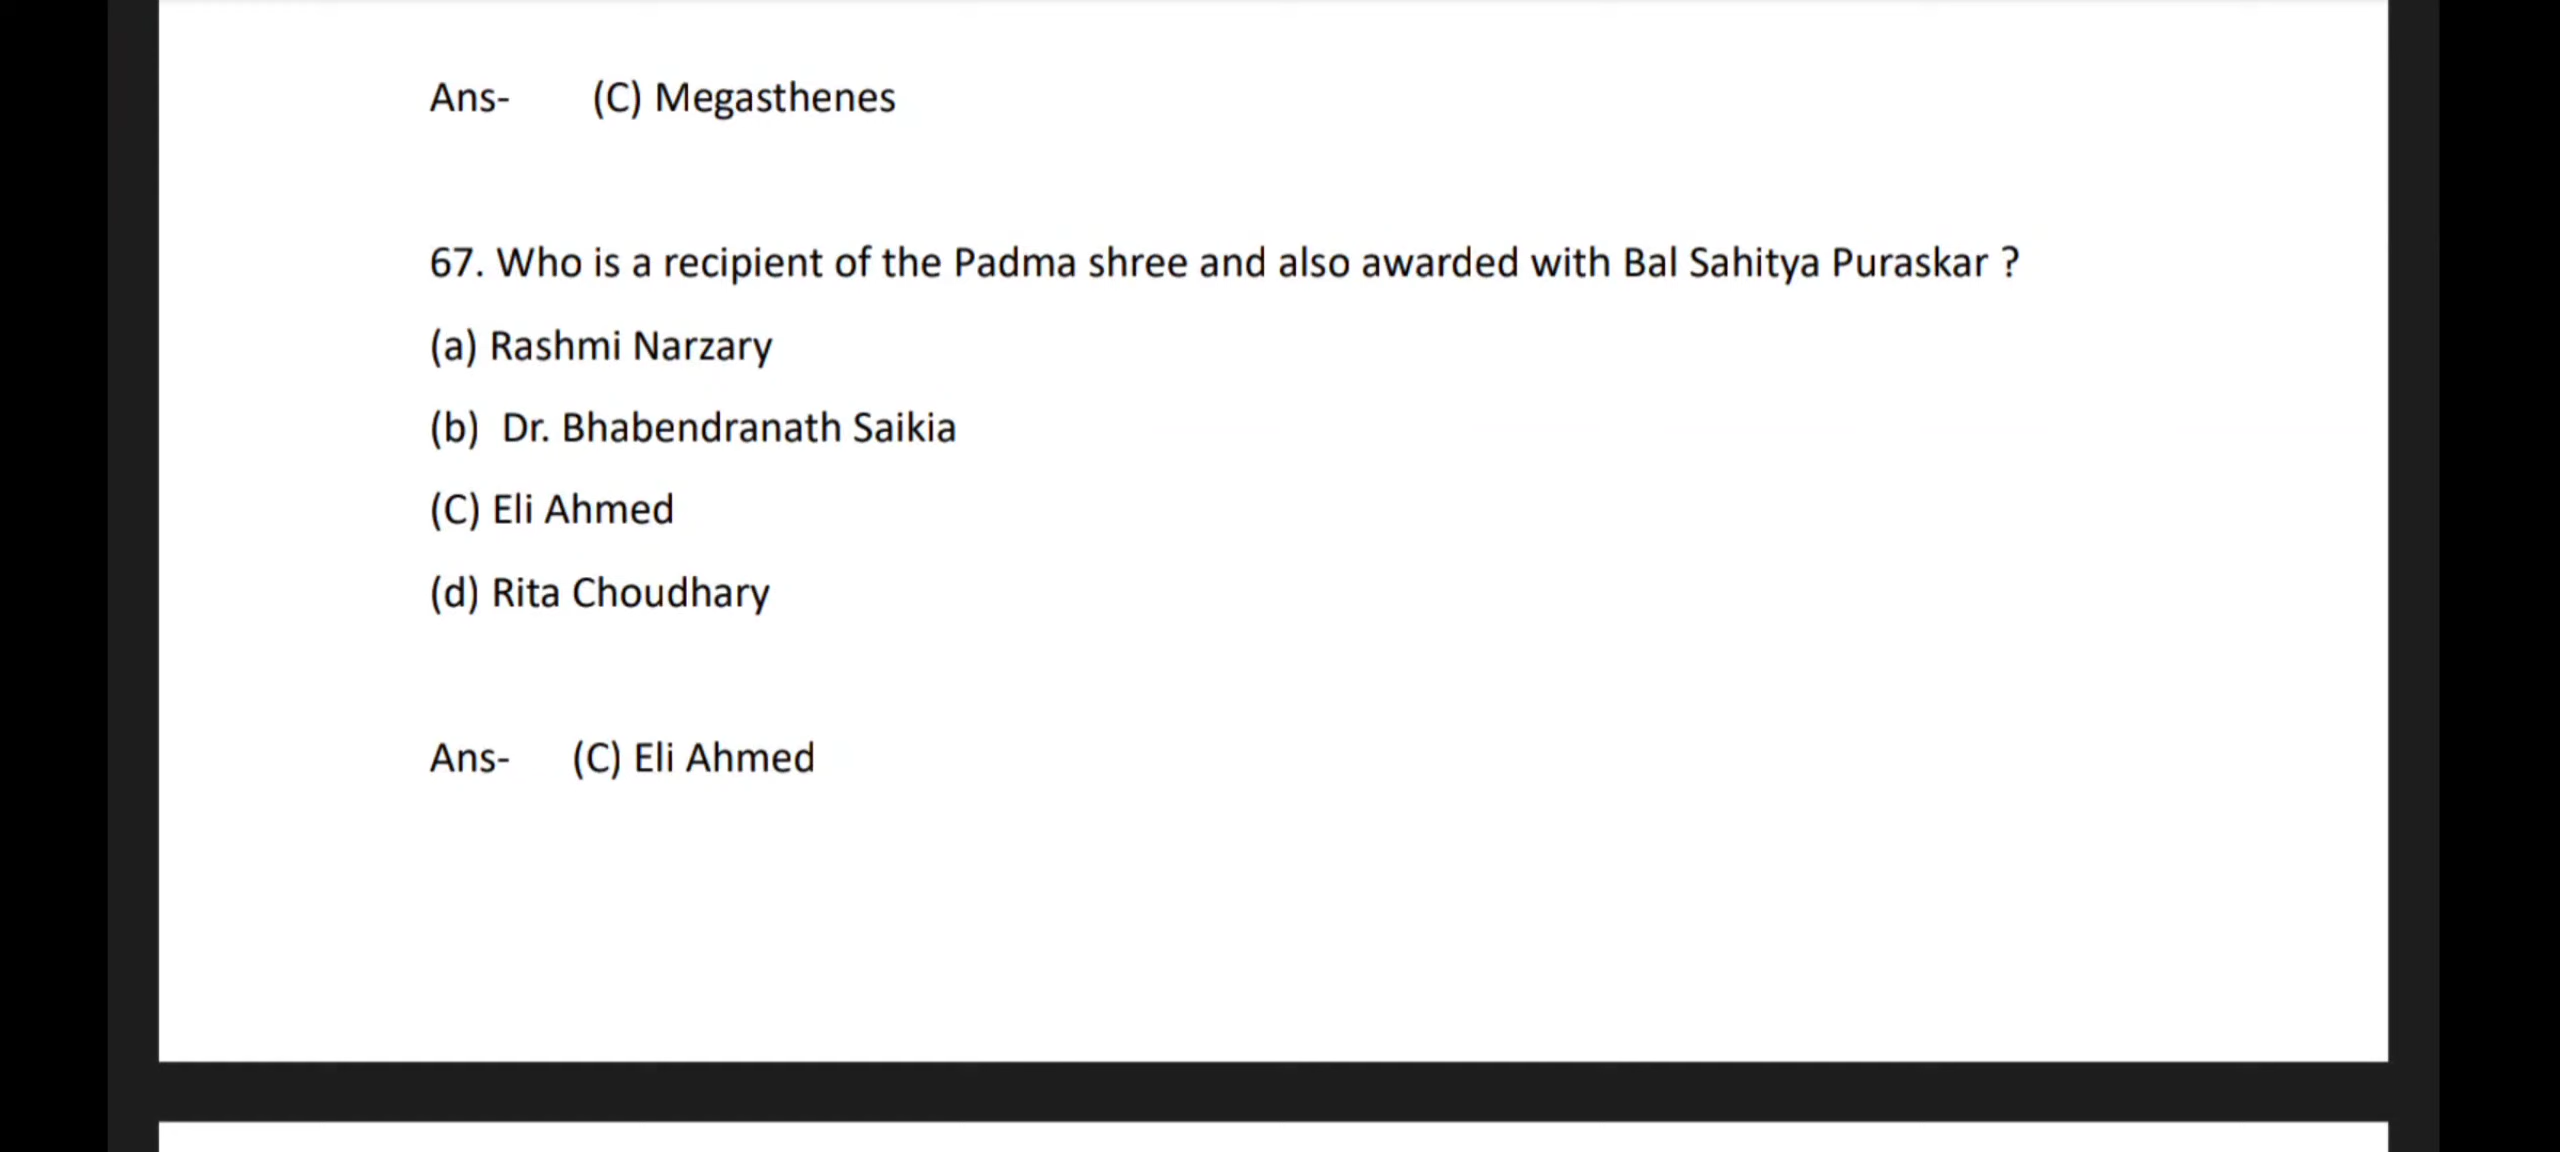 Ans- (C) Megasthenes
67. Who is a recipient of the Padma shree and also awarded with Bal Sahitya Puraskar ?
(a) Rashmi Narzary
(b) Dr. Bhabendranath Saikia
(C) Eli Ahmed
(d) Rita Choudhary
Ans- (C) Eli Ahmed